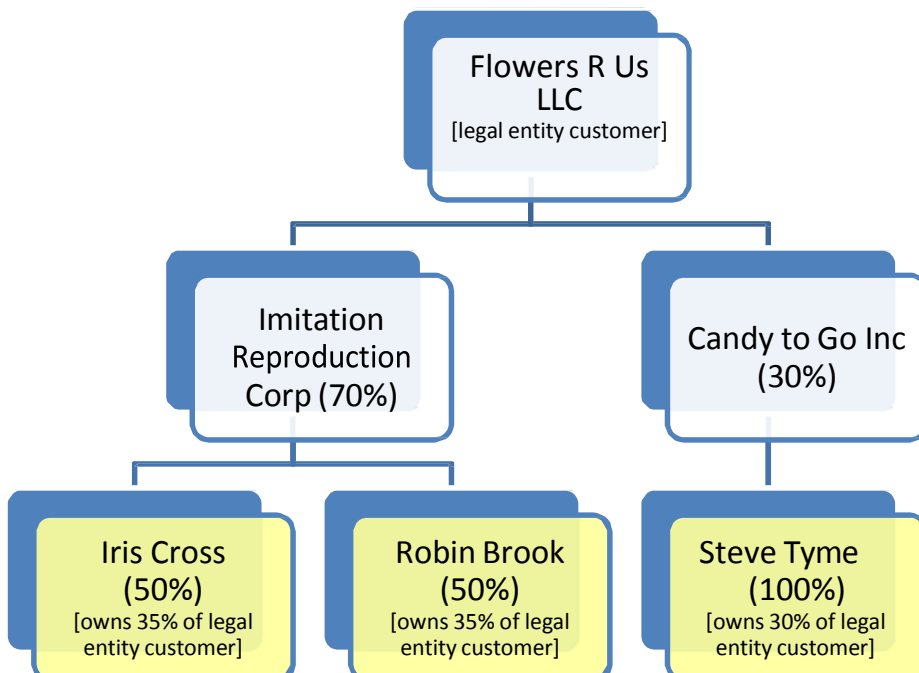 Flowers R Us
LLC
[legal entity customer]
Imitation
Reproduction
Corp (70%)
Candy to Go Inc
(30%)
Iris Cross
(50%)
[owns 35% of legal
entity customer]
Robin Brook
(50%)
[owns 35% of legal
entity customer]
Steve Tyme
(100%)
[owns 30% of legal
entity customer]